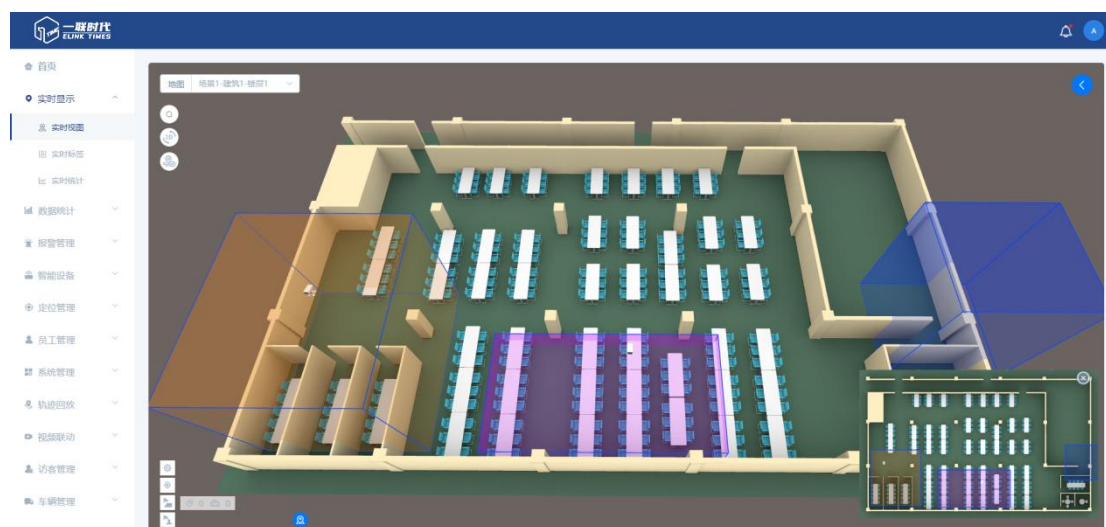 一联时代
ELINK TIMES
A
首页
实时显示
实时视图
实时标签
实时统计
数据统计
报警管理
智能设备
定位管理
员工管理
系统管理
轨迹回放
视频联动
访客管理
车辆管理
地图 场景1-建筑1-楼层1